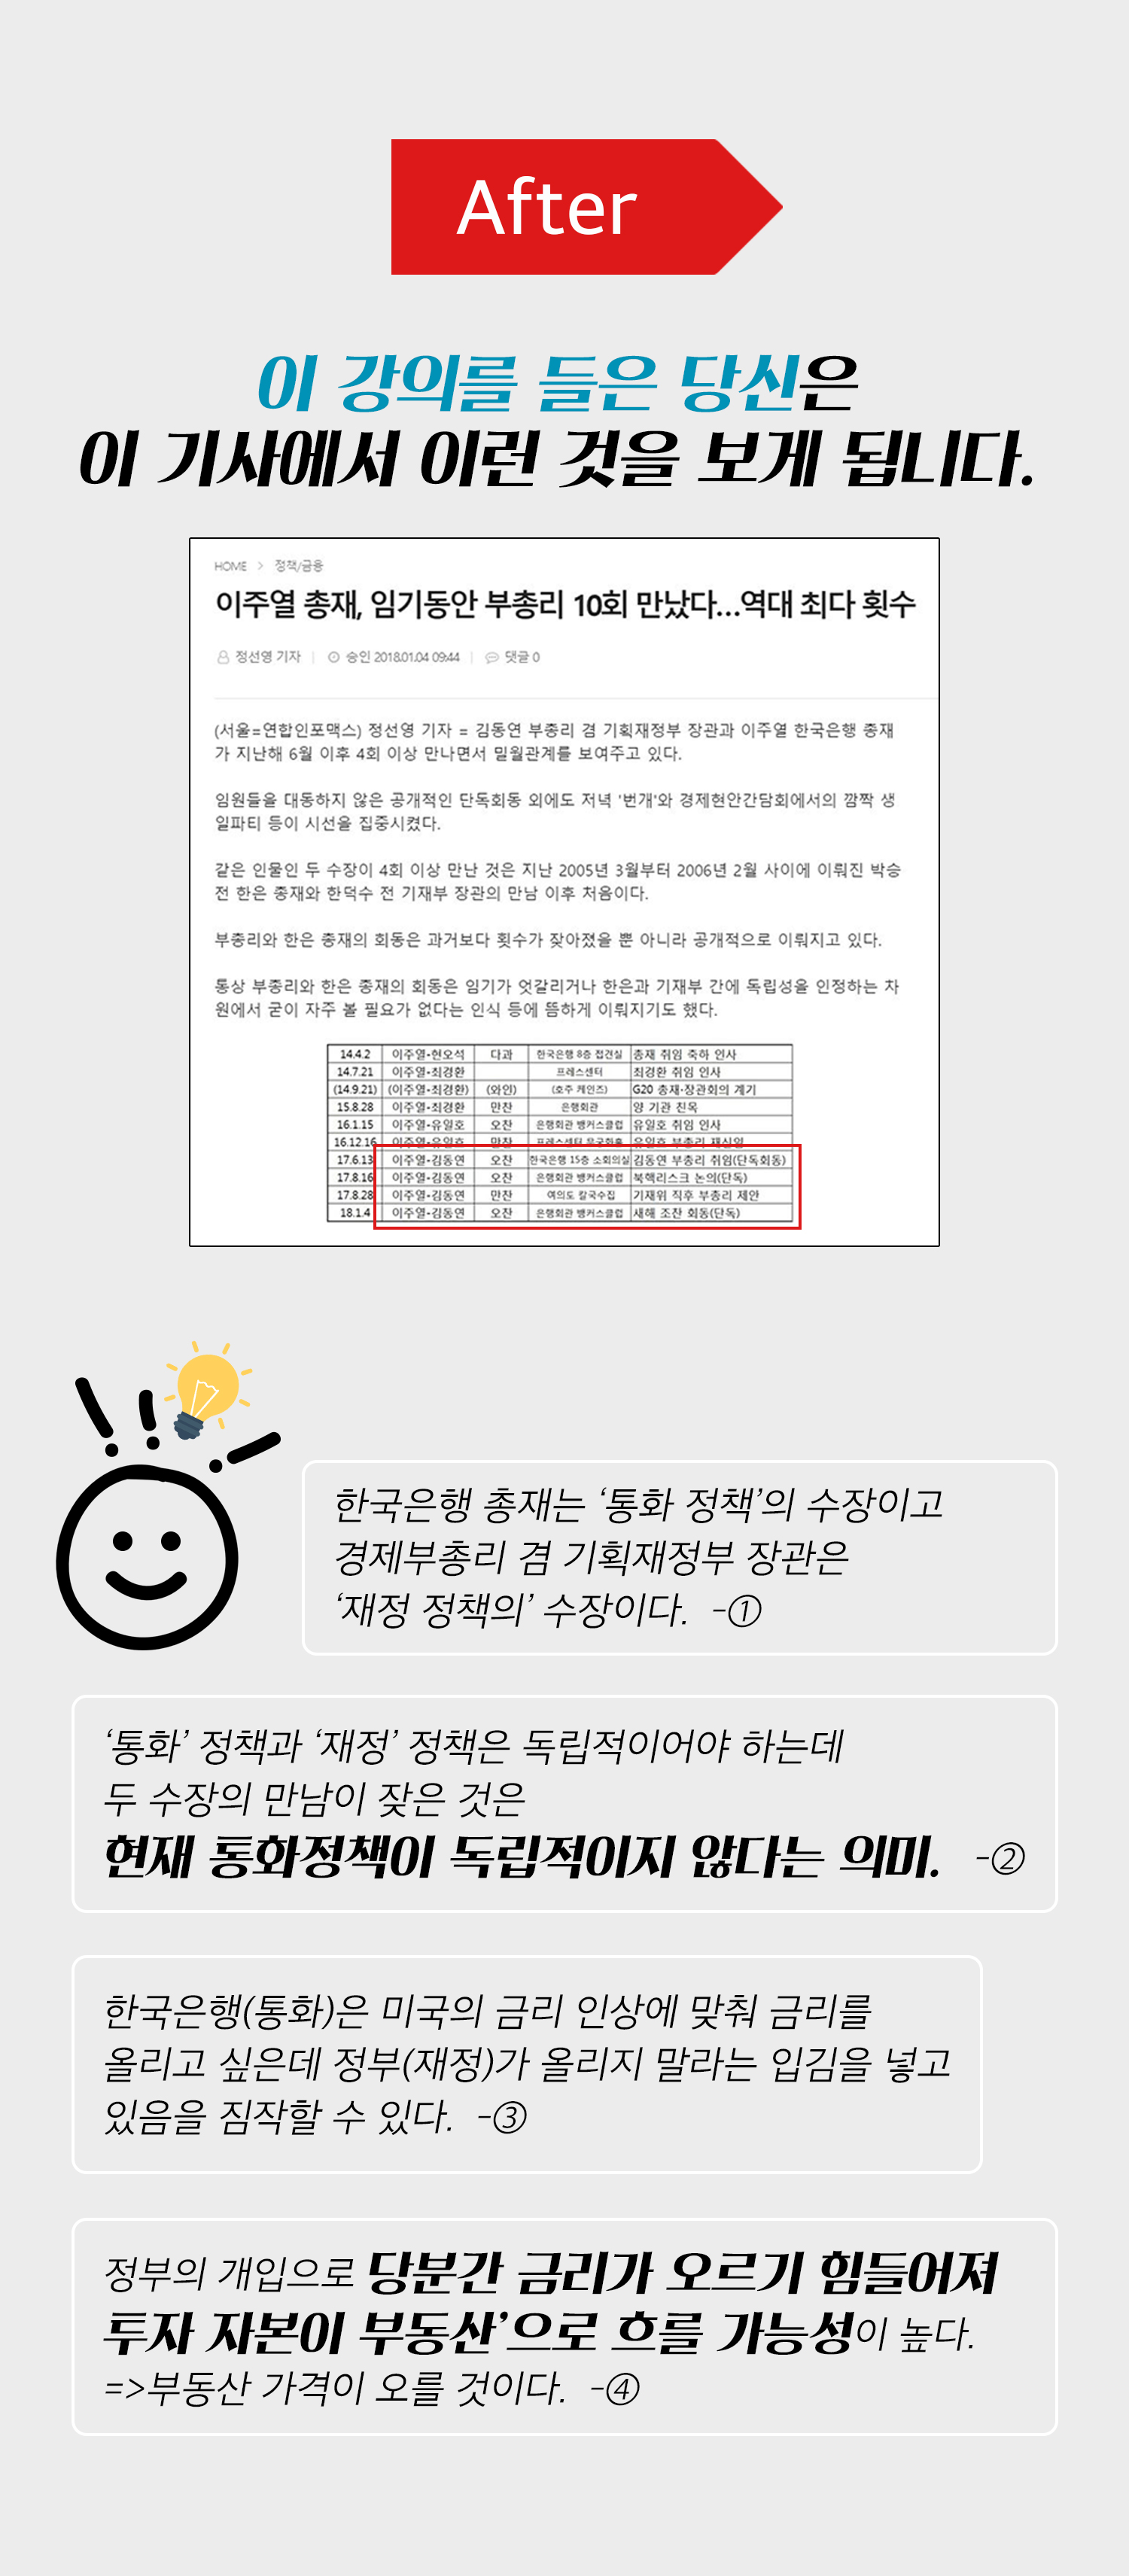 After
이 강의를 들은 당신은
이 기사에서 이런 것을 보게 됩니다.
HOME > 정책/금융
이주열 총재, 임기동안 부총리 10회 만났다...역대 최다 횟수
정선영 기자 | 승인 2018.01.04 09:44 | 댓글 0
(서울=연합인포맥스) 정선영 기자 = 김동연 부총리 겸 기획재정부 장관과 이주열 한국은행 총재
가 지난해 6월 이후 4회 이상 만나면서 밀월관계를 보여주고 있다.
임원들을 대동하지 않은 공개적인 단독회동 외에도 저녁 '번개'와 경제현안간담회에서의 깜짝 생
일파티 등이 시선을 집중시켰다.
같은 인물인 두 수장이 4회 이상 만난 것은 지난 2005년 3월부터 2006년 2월 사이에 이뤄진 박승
전 한은 총재와 한덕수 전 기재부 장관의 만남 이후 처음이다.
부총리와 한은 총재의 회동은 과거보다 횟수가 잦아졌을 뿐 아니라 공개적으로 이뤄지고 있다.
통상 부총리와 한은 총재의 회동은 임기가 엇갈리거나 한은과 기재부 간에 독립성을 인정하는 차
원에서 굳이 자주 볼 필요가 없다는 인식 등에 뜸하게 이뤄지기도 했다.
14.4.2 이주열-현오석 다과 한국은행 8층 접견실 총재 취임 축하 인사
14.7.21 이주열-최경환 프레스센터 최경환 취임 인사
(14.9.21) (이주열-최경환) (와인) (호주 케인즈) G20 총재·장관회의 계기
15.8.28 이주열-최경환 만찬 은행회관 양 기관 친목
16.1.15 이주열-유일호 오찬 은행회관 뱅커스클럽 유일호 취임 인사
16.12.16 이주열-유일호 만찬 프레스센터 무궁화홀 유일호 부총리 재신임
17.6.13 이주열-김동연 오찬 한국은행 15층 소회의실 김동연 부총리 취임(단독회동)
17.8.16 이주열-김동연 오찬 은행회관 뱅커스클럽 북핵리스크 논의(단독)
17.8.28 이주열-김동연 만찬 여의도 칼국수집 기재위 직후 부총리 제안
18.1.4 이주열-김동연 오찬 은행회관 뱅커스클럽 새해 조찬 회동(단독)
한국은행 총재는 ‘통화 정책’의 수장이고
경제부총리 겸 기획재정부 장관은
‘재정 정책의’ 수장이다. -①
‘통화’ 정책과 ‘재정’ 정책은 독립적이어야 하는데
두 수장의 만남이 잦은 것은
현재 통화정책이 독립적이지 않다는 의미. -②
한국은행(통화)은 미국의 금리 인상에 맞춰 금리를
올리고 싶은데 정부(재정)가 올리지 말라는 입김을 넣고
있음을 짐작할 수 있다. -③
정부의 개입으로 당분간 금리가 오르기 힘들어져
투자 자본이 부동산’으로 흐를 가능성이 높다.
=>부동산 가격이 오를 것이다. -④